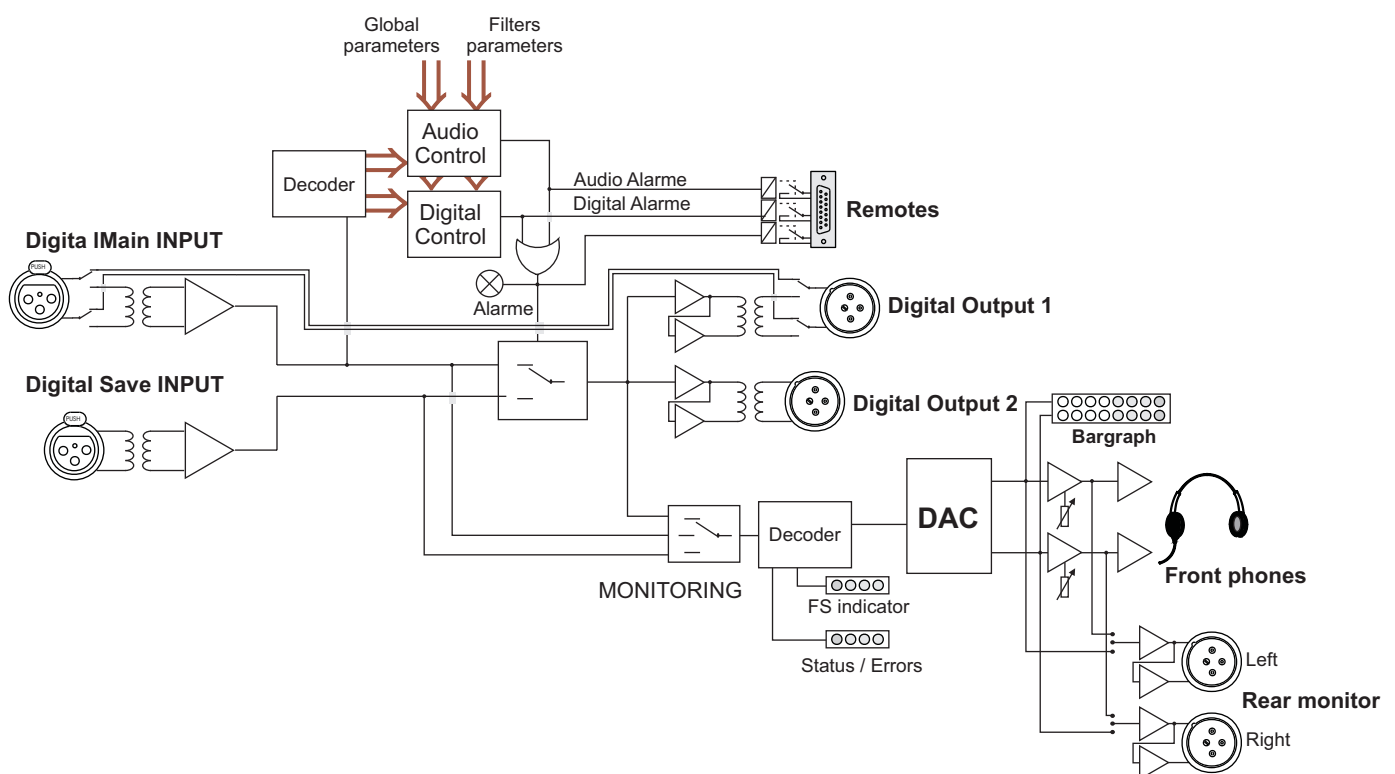 Global
parameters
Filters
parameters
Audio
Control
Decoder
Digital
Control
Audio Alarme
Digital Alarme
Remotes
Digita lMain INPUT
PUSH
Alarme
Digital Output 1
Digital Save INPUT
PUSH
Digital Output 2
Bargraph
DAC
Decoder
MONITORING
Front phones
FS indicator
Status / Errors
Left
Rear monitor
Right